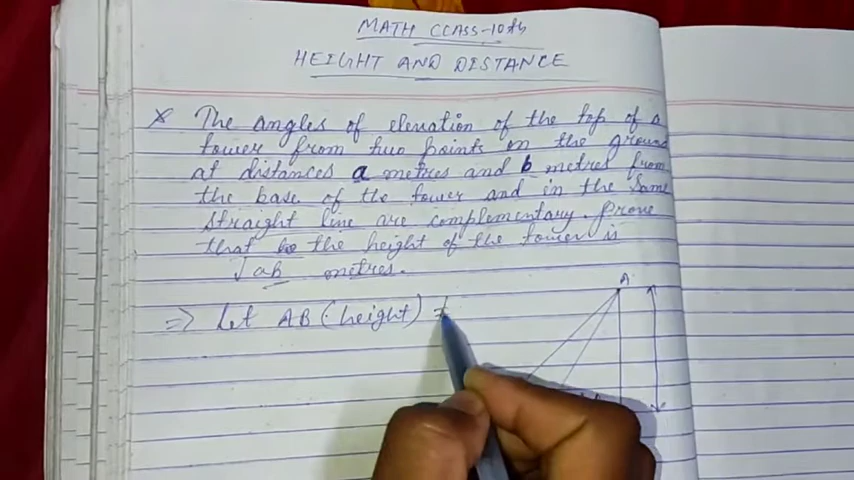 MATH CLASS-10th
HEIGHT AND DISTANCE
* The angles of elevation of the top of a
tower from two points on the ground
at distances a metres and b metres from
the base of the tower and in the same
straight line are complementary. Prove
that the height of the tower is
√ab metres.
A
⇒ Let AB (height) =